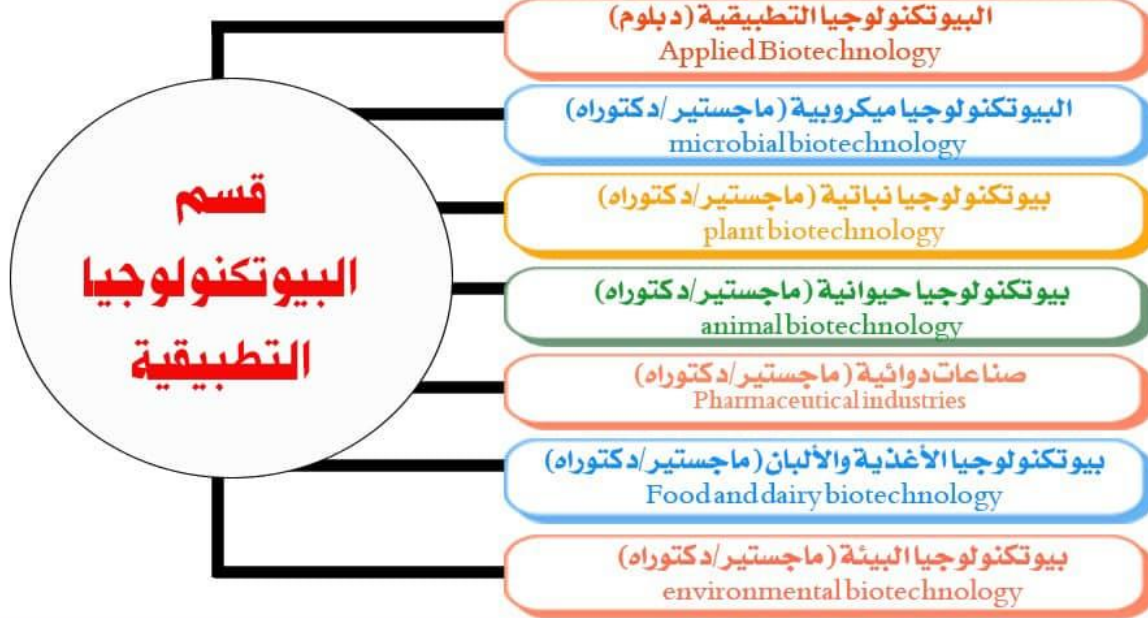 قسم
البيوتكنولوجيا
التطبيقية
البيوتكنولوجيا التطبيقية (دبلوم)
Applied Biotechnology
البيوتكنولوجيا ميكروبية (ماجستير /دكتوراه)
microbial biotechnology
بيوتكنولوجيا نباتية (ماجستير/دكتوراه)
plant biotechnology
بيوتكنولوجيا حيوانية (ماجستير/دكتوراه)
animal biotechnology
صناعات دوائية (ماجستير/دكتوراه)
Pharmaceutical industries
بيوتكنولوجيا الأغذية والألبان (ماجستير/دكتوراه)
Food and dairy biotechnology
بيوتكنولوجيا البيئة (ماجستير/دكتوراه)
environmental biotechnology